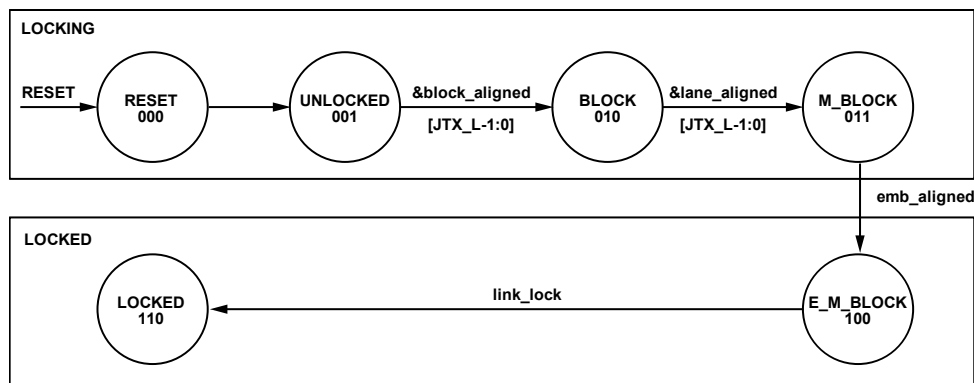 LOCKING
RESET
RESET
000
UNLOCKED
001
&block_aligned
[JTX_L-1:0]
BLOCK
010
&lane_aligned
[JTX_L-1:0]
M_BLOCK
011
emb_aligned
LOCKED
LOCKED
110
link_lock
E_M_BLOCK
100